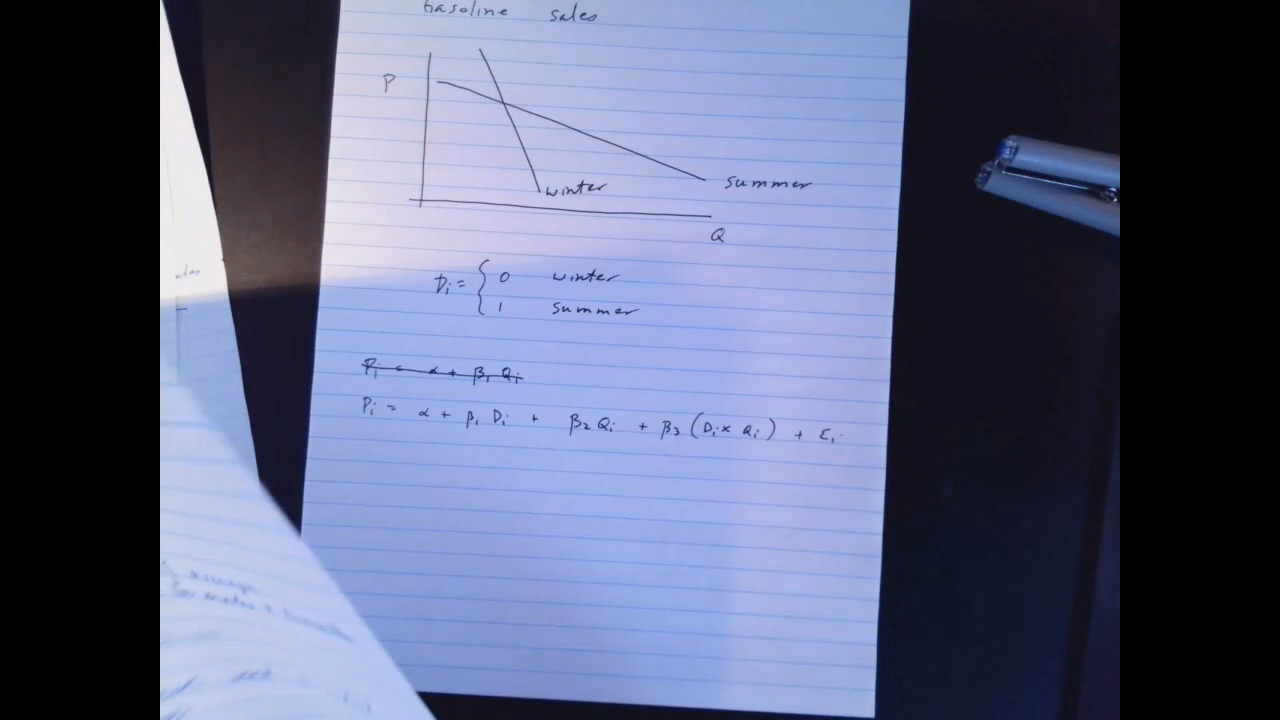 Gasoline sales
P
winter
summer
Q
Dᵢ = { 0 winter
1 summer
Pᵢ = α + β₁ Qᵢ
Pᵢ = α + β₁ Dᵢ + β₂ Qᵢ + β₃ (Dᵢ × Qᵢ) + Ɛᵢ